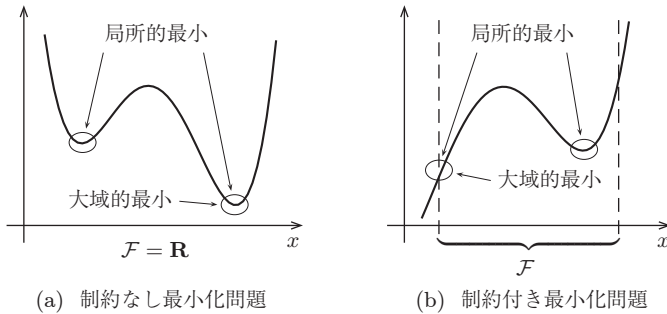 局所的最小
大域的最小
x
ℱ = R
(a) 制約なし最小化問題
局所的最小
大域的最小
x
ℱ
(b) 制約付き最小化問題